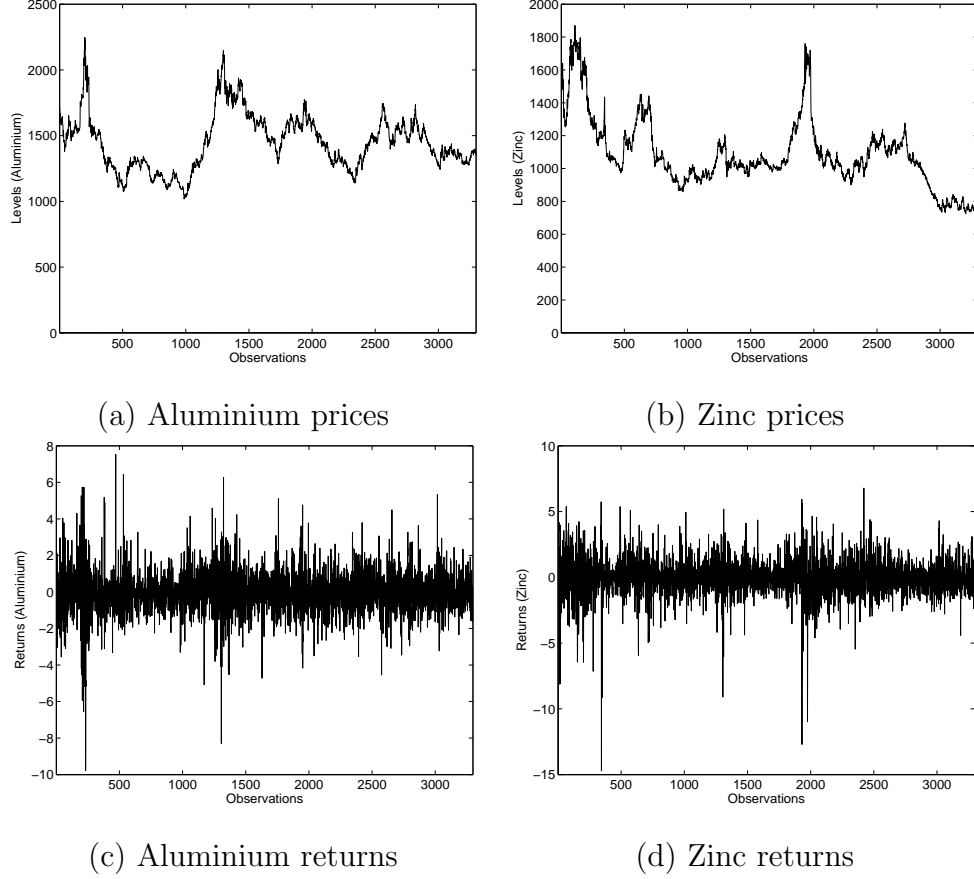 2500
2000
1500
1000
500
0
Levels (Aluminium)
500 1000 1500 2000 2500 3000
Observations
(a) Aluminium prices
2000
1800
1600
1400
1200
1000
800
600
400
200
0
Levels (Zinc)
500 1000 1500 2000 2500 3000
Observations
(b) Zinc prices
8
6
4
2
0
−2
−4
−6
−8
−10
Returns (Aluminium)
500 1000 1500 2000 2500 3000
Observations
(c) Aluminium returns
10
5
0
−5
−10
−15
Returns (Zinc)
500 1000 1500 2000 2500 3000
Observations
(d) Zinc returns